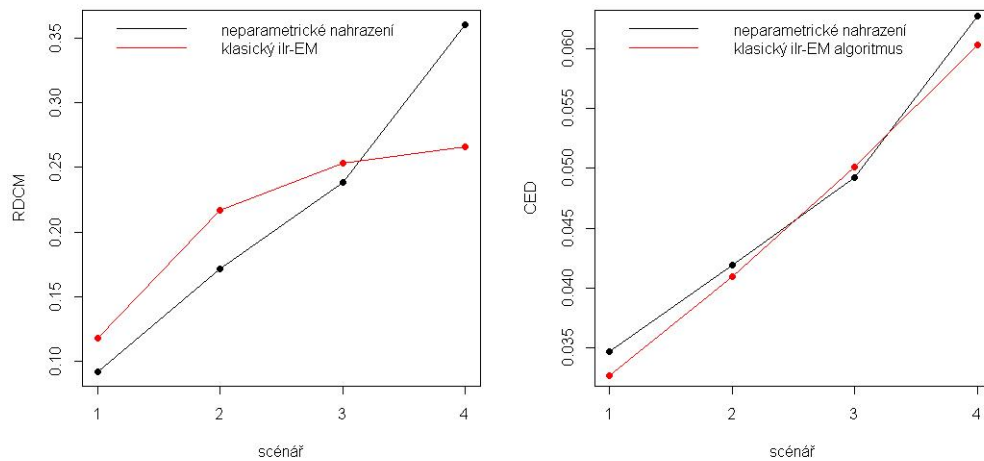 neparametrické nahrazení
klasický ilr-EM
RDCM
0.35
0.30
0.25
0.20
0.15
0.10
1 2 3 4
scénář
neparametrické nahrazení
klasický ilr-EM algoritmus
CED
0.060
0.055
0.050
0.045
0.040
0.035
1 2 3 4
scénář